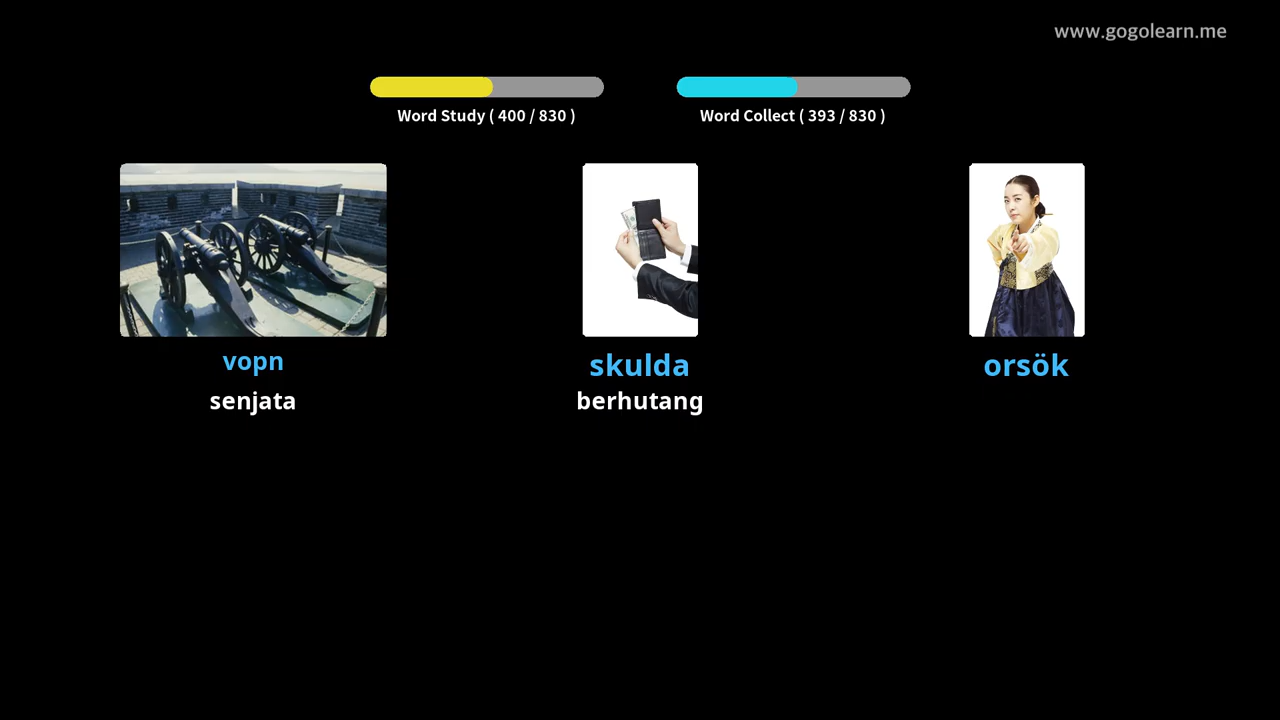 www.gogolearn.me
Word Study ( 400 / 830 )
Word Collect ( 393 / 830 )
vopn
skulda
orsök
senjata
berhutang